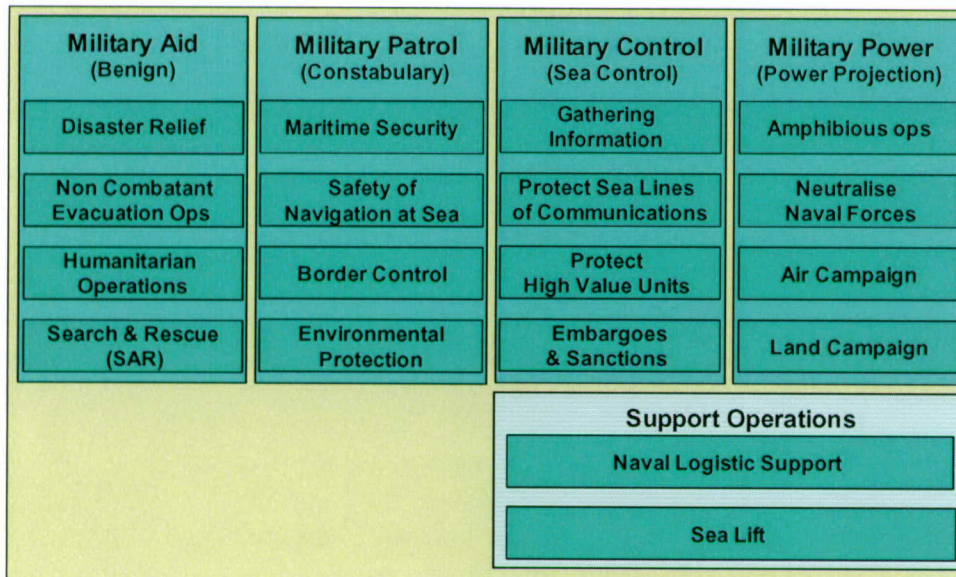 Military Aid
(Benign)
Disaster Relief
Non Combatant
Evacuation Ops
Humanitarian
Operations
Search & Rescue
(SAR)
Military Patrol
(Constabulary)
Maritime Security
Safety of
Navigation at Sea
Border Control
Environmental
Protection
Military Control
(Sea Control)
Gathering
Information
Protect Sea Lines
of Communications
Protect
High Value Units
Embargoes
& Sanctions
Military Power
(Power Projection)
Amphibious ops
Neutralise
Naval Forces
Air Campaign
Land Campaign
Support Operations
Naval Logistic Support
Sea Lift